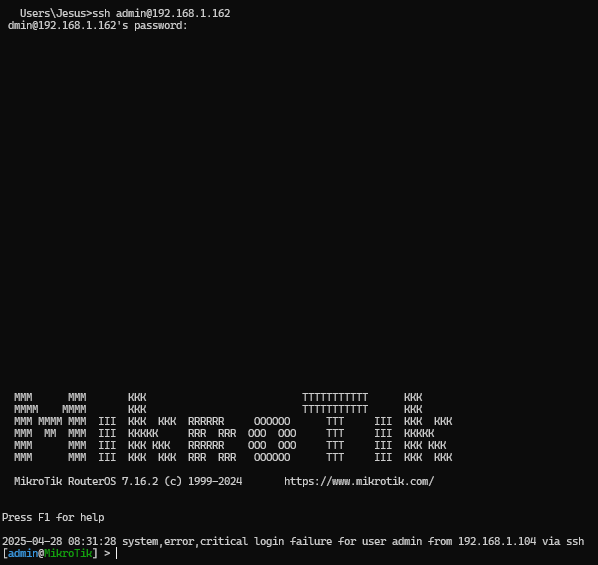 Users\Jesus>ssh admin@192.168.1.162
dmin@192.168.1.162's password:
MMM      MMM       KKK                          TTTTTTTTTTT      KKK
MMMM    MMMM       KKK                          TTTTTTTTTTT      KKK
MMM MMMM MMM  III  KKK  KKK  RRRRRR     OOOOOO      TTT     III  KKK  KKK
MMM  MM  MMM  III  KKKKK     RRR  RRR  OOO  OOO     TTT     III  KKKKK
MMM      MMM  III  KKK KKK   RRRRRR    OOO  OOO     TTT     III  KKK KKK
MMM      MMM  III  KKK  KKK  RRR  RRR   OOOOOO      TTT     III  KKK  KKK
MikroTik RouterOS 7.16.2 (c) 1999-2024       https://www.mikrotik.com/
Press F1 for help
2025-04-28 08:31:28 system,error,critical login failure for user admin from 192.168.1.104 via ssh
[admin@MikroTik] >